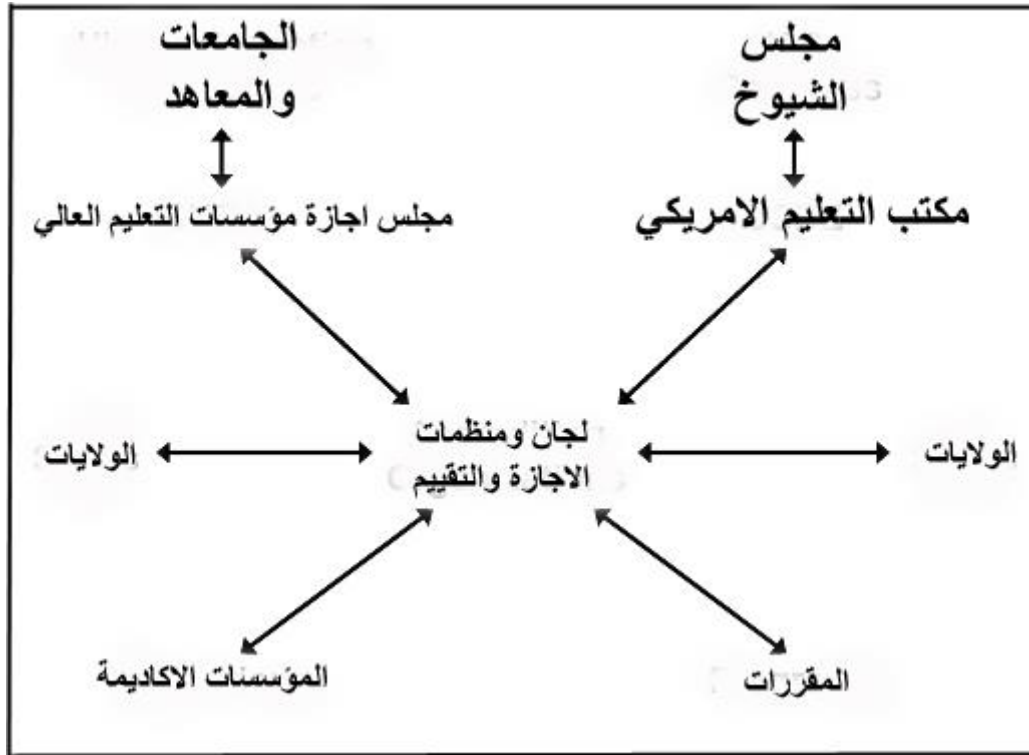 مجلس
الشيوخ
الجامعات
والمعاهد
مكتب التعليم الامريكي
مجلس اجازة مؤسسات التعليم العالي
لجان ومنظمات
الاجازة والتقييم
الولايات
الولايات
المقررات
المؤسسات الاكاديمة